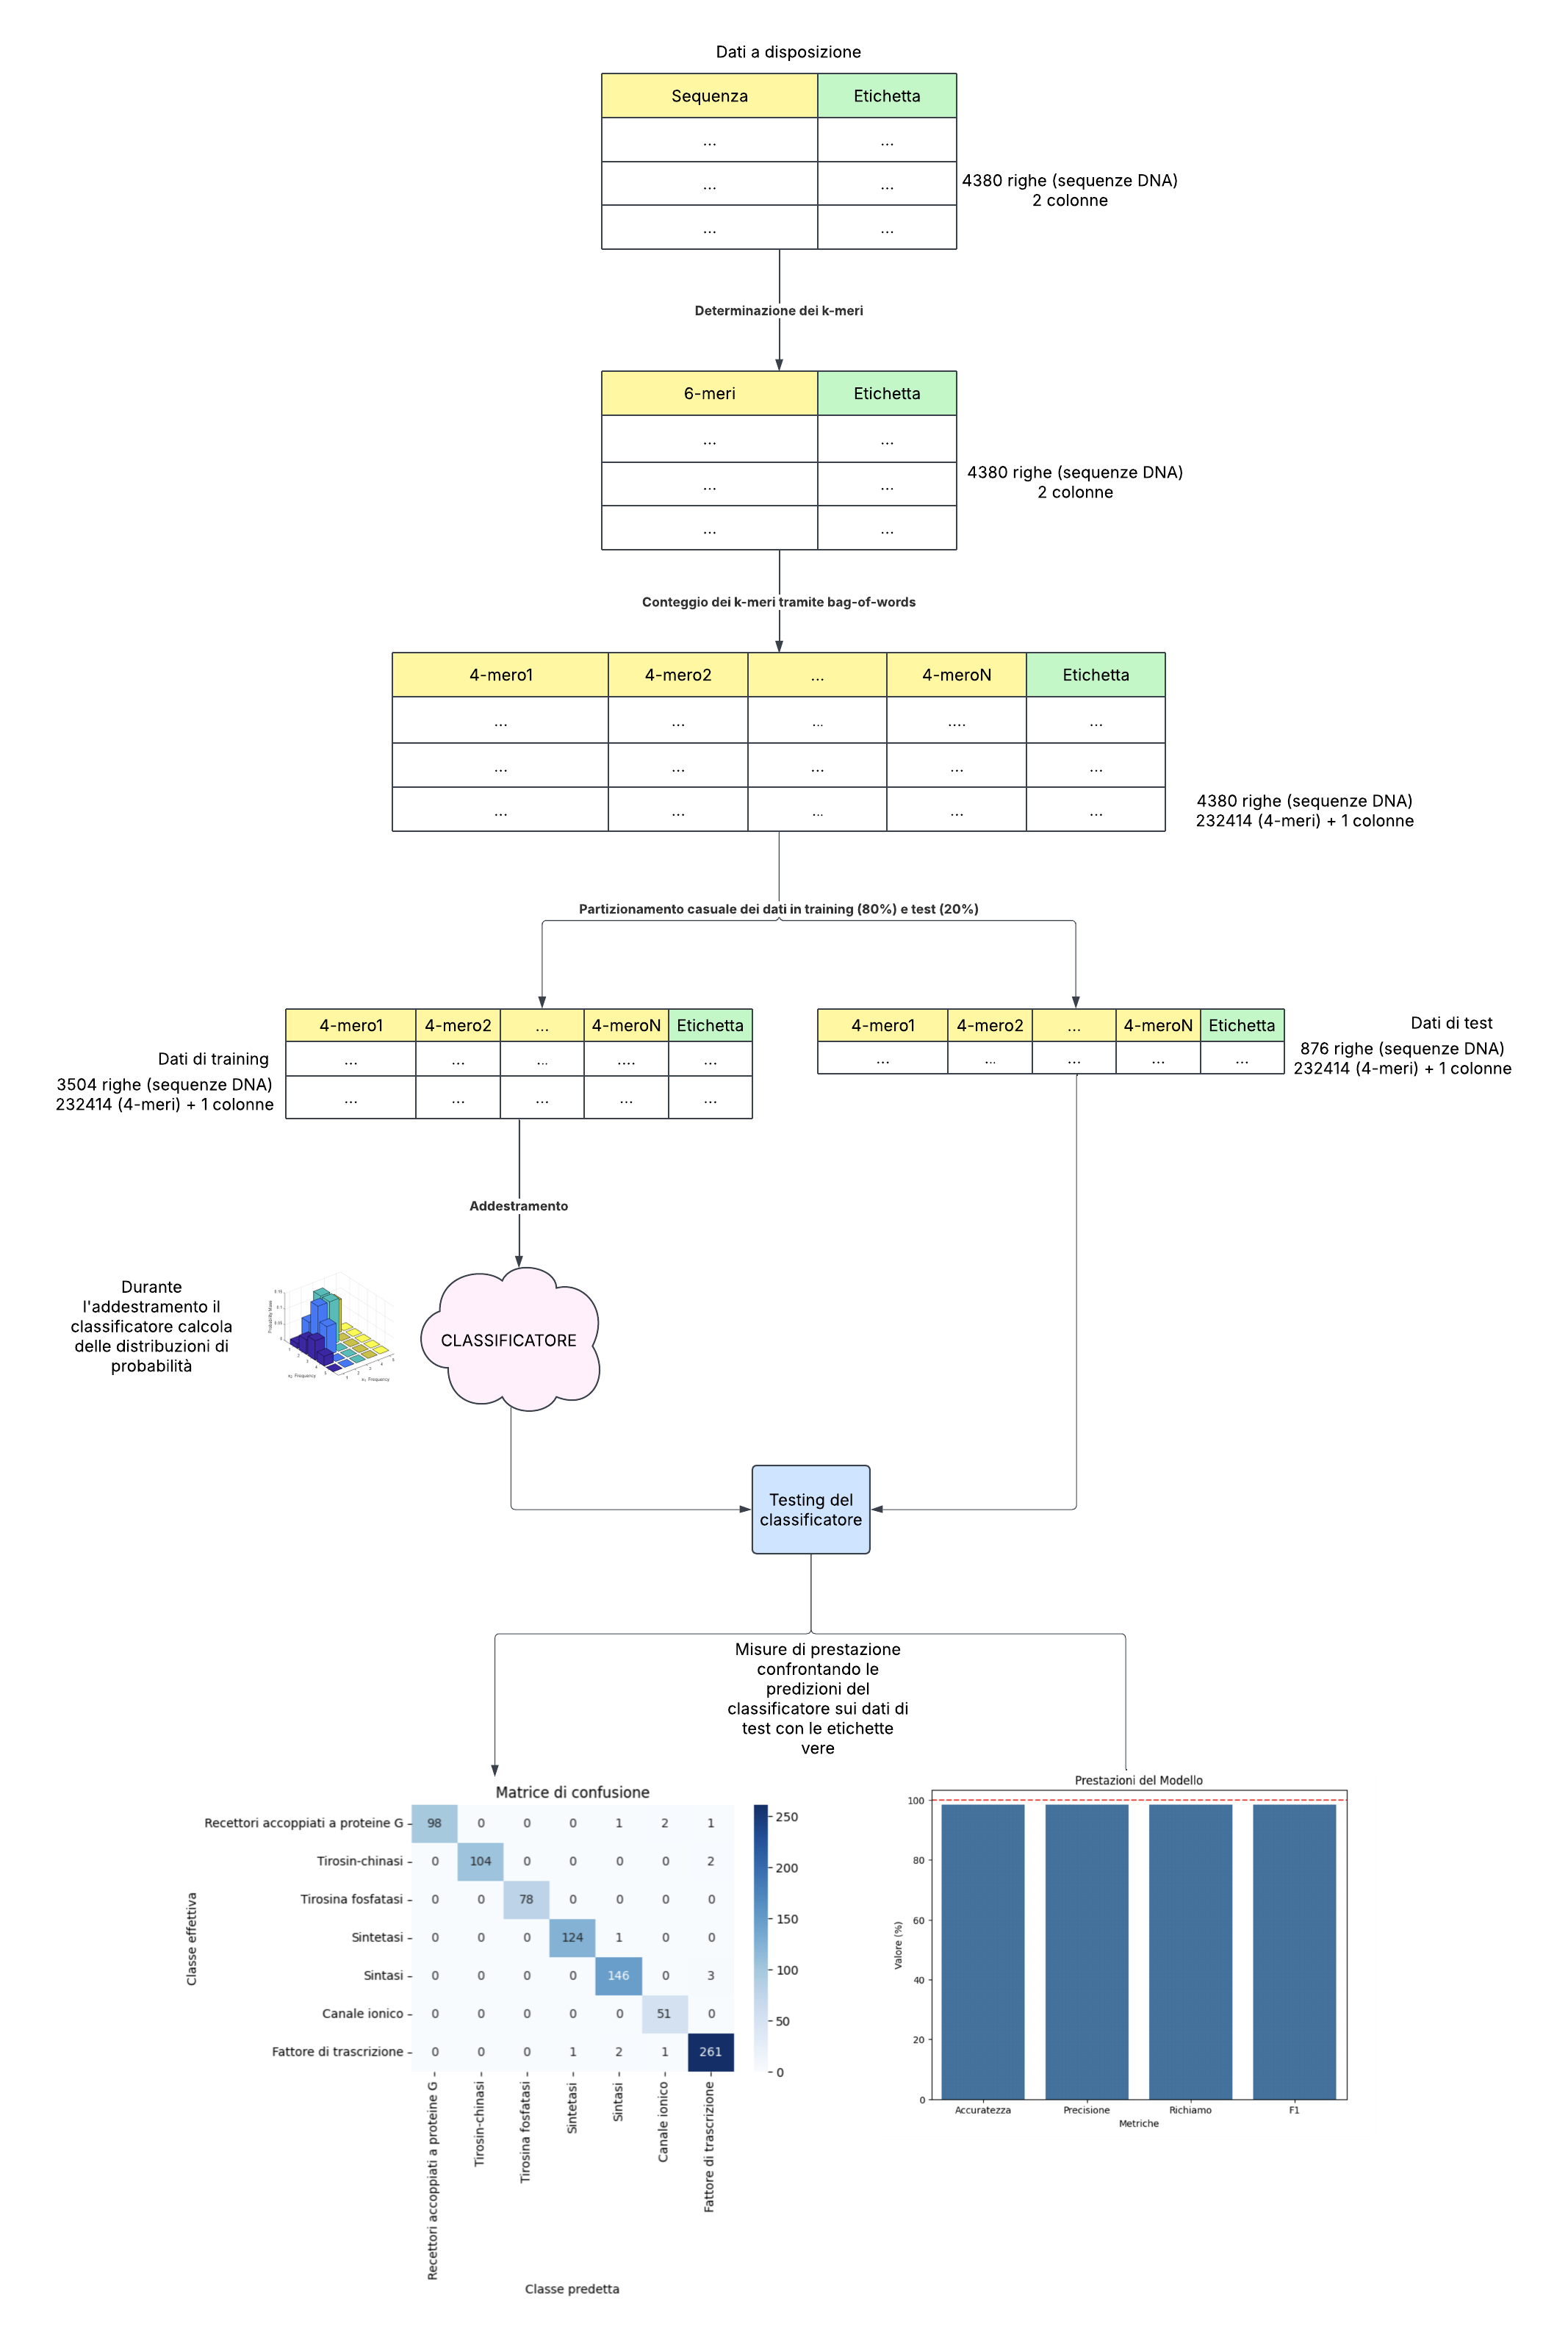 Dati a disposizione
Sequenza Etichetta
... ...
... ...
... ...
4380 righe (sequenze DNA)
2 colonne
Determinazione dei k-meri
6-meri Etichetta
... ...
... ...
... ...
4380 righe (sequenze DNA)
2 colonne
Conteggio dei k-meri tramite bag-of-words
4-mero1 4-mero2 ... 4-meroN Etichetta
... ... ... .... ...
... ... ... ... ...
... ... ... ... ...
4380 righe (sequenze DNA)
232414 (4-meri) + 1 colonne
Partizionamento casuale dei dati in training (80%) e test (20%)
4-mero1 4-mero2 ... 4-meroN Etichetta
... ... ... .... ...
... ... ... ... ...
Dati di training
3504 righe (sequenze DNA)
232414 (4-meri) + 1 colonne
4-mero1 4-mero2 ... 4-meroN Etichetta
... ... ... ... ...
Dati di test
876 righe (sequenze DNA)
232414 (4-meri) + 1 colonne
Addestramento
Durante
l'addestramento il
classificatore calcola
delle distribuzioni di
probabilità
Probability Mass
x₂ Frequency
x₁ Frequency
CLASSIFICATORE
Testing del
classificatore
Misure di prestazione
confrontando le
predizioni del
classificatore sui dati di
test con le etichette
vere
Matrice di confusione
Classe effettiva
Recettori accoppiati a proteine G 98 0 0 0 1 2 1
Tirosin-chinasi 0 104 0 0 0 0 2
Tirosina fosfatasi 0 0 78 0 0 0 0
Sintetasi 0 0 0 124 1 0 0
Sintasi 0 0 0 0 146 0 3
Canale ionico 0 0 0 0 0 51 0
Fattore di trascrizione 0 0 0 1 2 1 261
250
200
150
100
50
0
Recettori accoppiati a proteine G
Tirosin-chinasi
Tirosina fosfatasi
Sintetasi
Sintasi
Canale ionico
Fattore di trascrizione
Classe predetta
Prestazioni del Modello
Valore (%)
100
80
60
40
20
0
Accuratezza Precisione Richiamo F1
Metriche